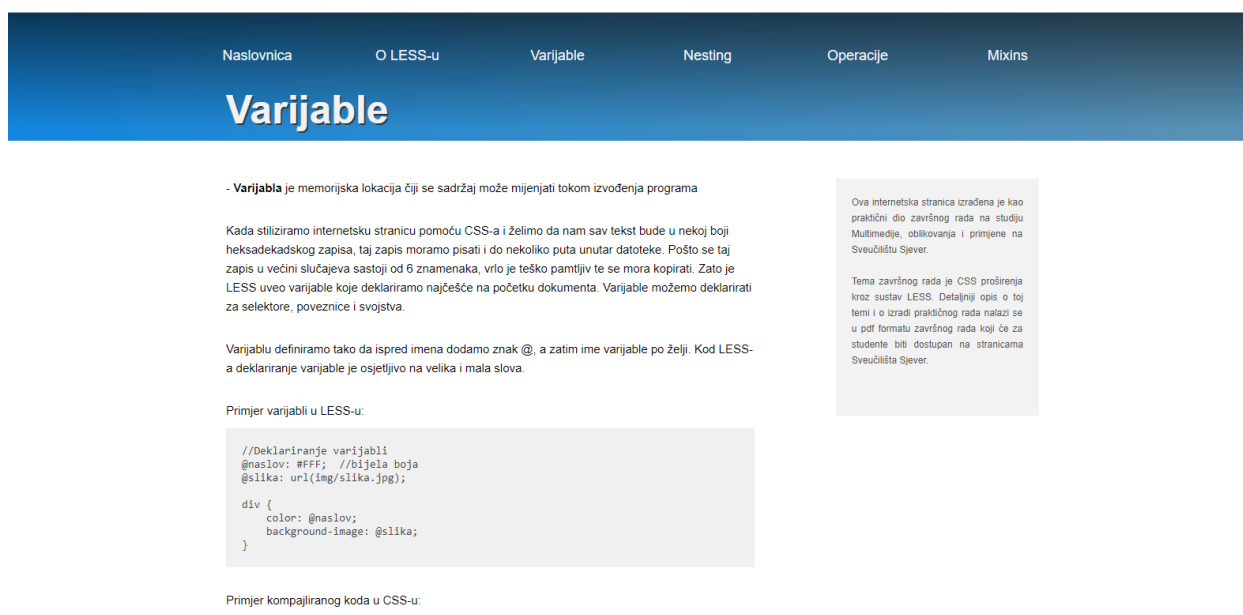 Naslovnica O LESS-u Varijable Nesting Operacije Mixins
Varijable
- Varijabla je memorijska lokacija čiji se sadržaj može mijenjati tokom izvođenja programa
Kada stiliziramo internetsku stranicu pomoću CSS-a i želimo da nam sav tekst bude u nekoj boji
heksadekadskog zapisa, taj zapis moramo pisati i do nekoliko puta unutar datoteke. Pošto se taj
zapis u većini slučajeva sastoji od 6 znamenaka, vrlo je teško pamtljiv te se mora kopirati. Zato je
LESS uveo varijable koje deklariramo najčešće na početku dokumenta. Varijable možemo deklarirati
za selektore, poveznice i svojstva.
Varijablu definiramo tako da ispred imena dodamo znak @, a zatim ime varijable po želji. Kod LESS-
a deklariranje varijable je osjetljivo na velika i mala slova.
Primjer varijabli u LESS-u:
//Deklariranje varijabli
@naslov: #FFF;  //bijela boja
@slika: url(img/slika.jpg);
div {
    color: @naslov;
    background-image: @slika;
}
Primjer kompajliranog koda u CSS-u:
Ova internetska stranica izrađena je kao
praktični dio završnog rada na studiju
Multimedije, oblikovanja i primjene na
Sveučilištu Sjever.
Tema završnog rada je CSS proširenja
kroz sustav LESS. Detaljniji opis o toj
temi i o izradi praktičnog rada nalazi se
u pdf formatu završnog rada koji će za
studente biti dostupan na stranicama
Sveučilišta Sjever.